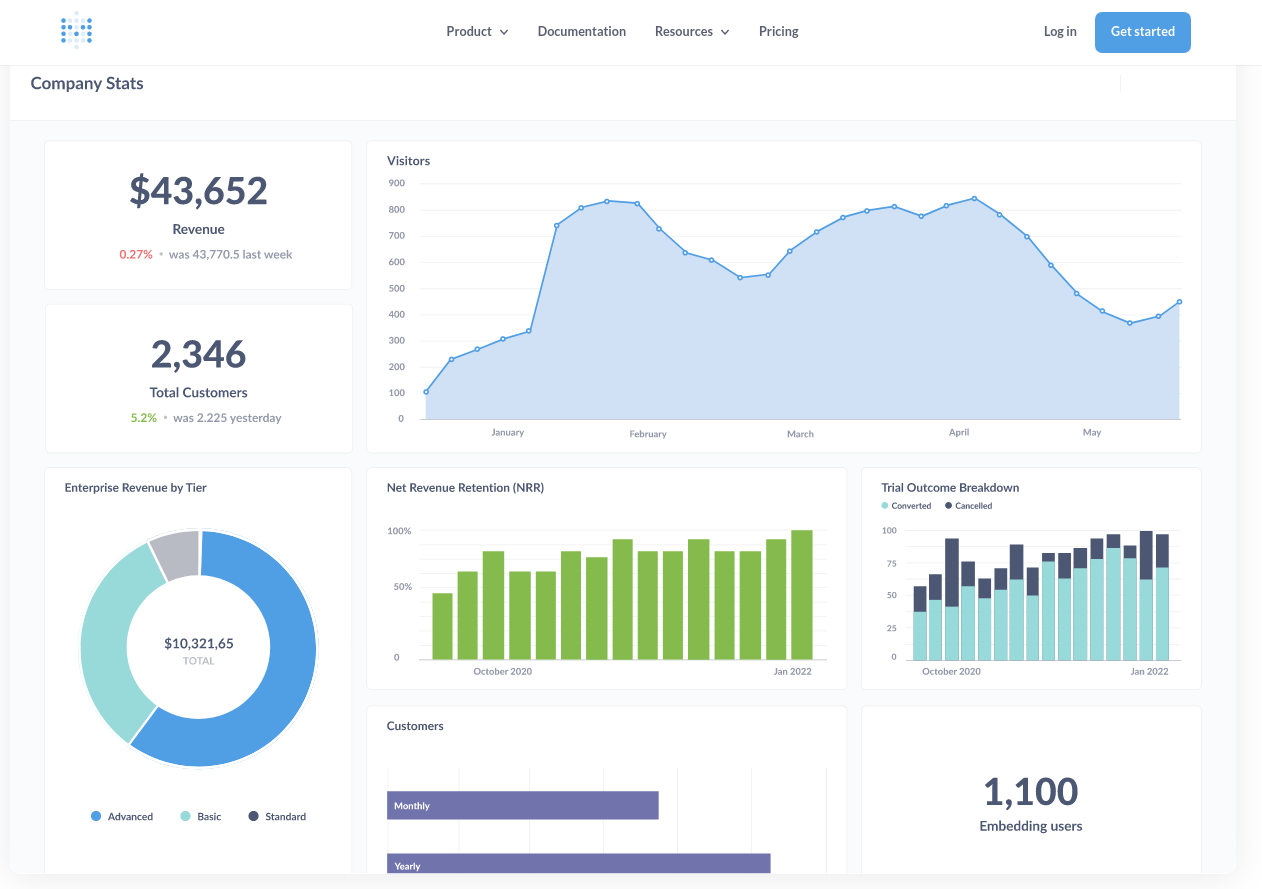 Product
Documentation
Resources
Pricing
Log in
Get started
Company Stats
$43,652
Revenue
0.27% • was 43,770.5 last week
2,346
Total Customers
5.2% • was 2.225 yesterday
Visitors
900
800
700
600
500
400
300
200
100
0
January
February
March
April
May
Enterprise Revenue by Tier
$10,321,65
TOTAL
Advanced
Basic
Standard
Net Revenue Retention (NRR)
100%
50%
0
October 2020
Jan 2022
Trial Outcome Breakdown
Converted
Cancelled
100
75
50
25
0
October 2020
Jan 2022
Customers
Monthly
Yearly
1,100
Embedding users